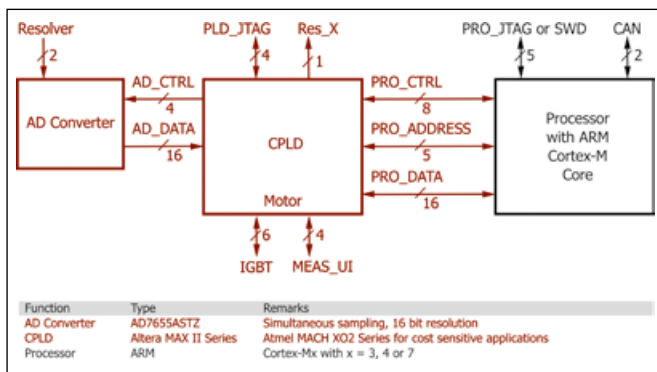 Resolver
PLD_JTAG
Res_X
PRO_JTAG or SWD
CAN
2
4
1
5
2
AD_CTRL
4
PRO_CTRL
8
AD Converter
AD_DATA
16
CPLD
PRO_ADDRESS
5
Processor
with ARM
Cortex-M
Core
PRO_DATA
16
Motor
6
4
IGBT
MEAS_UI
Function Type Remarks
AD Converter AD7655ASTZ Simultaneous sampling, 16 bit resolution
CPLD Altera MAX II Series Atmel MACH XO2 Series for cost sensitive applications
Processor ARM Cortex-Mx with x = 3, 4 or 7